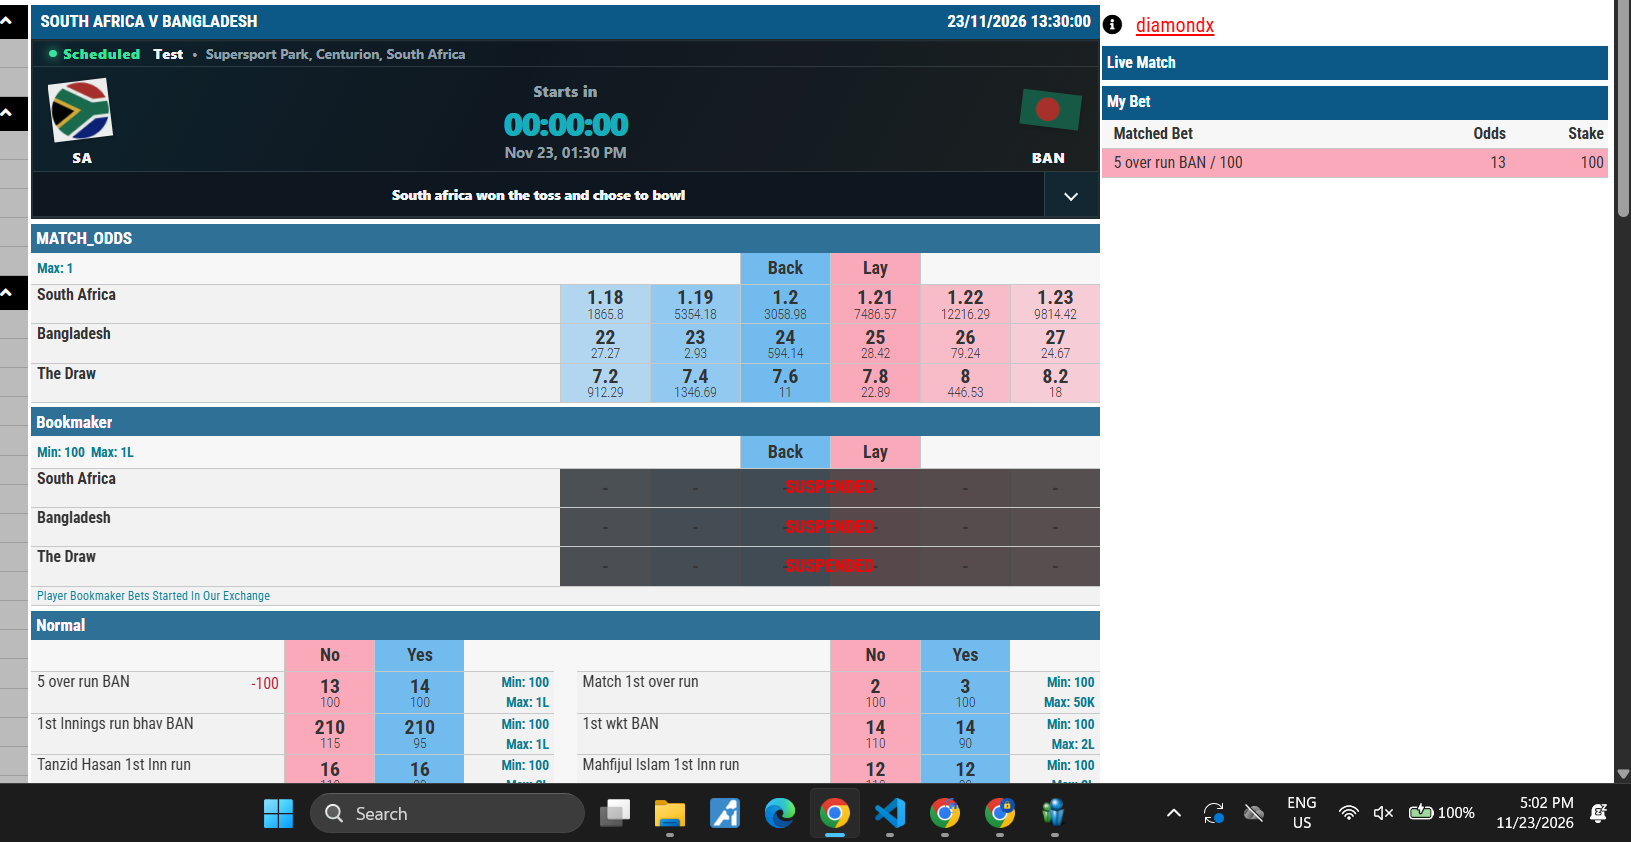 SOUTH AFRICA V BANGLADESH 23/11/2026 13:30:00
Scheduled Test • Supersport Park, Centurion, South Africa
Starts in
00:00:00
Nov 23, 01:30 PM
SA BAN
South africa won the toss and chose to bowl
MATCH_ODDS
Max: 1 Back Lay
South Africa 1.18 1.19 1.2 1.21 1.22 1.23
1865.8 5354.18 3058.98 7486.57 12216.29 9814.42
Bangladesh 22 23 24 25 26 27
27.27 2.93 594.14 28.42 79.24 24.67
The Draw 7.2 7.4 7.6 7.8 8 8.2
912.29 1346.69 11 22.89 446.53 18
Bookmaker
Min: 100 Max: 1L Back Lay
South Africa - - -SUSPENDED- - -
Bangladesh - - -SUSPENDED- - -
The Draw - - -SUSPENDED- - -
Player Bookmaker Bets Started In Our Exchange
Normal
No Yes No Yes
5 over run BAN -100 13 14 Min: 100 Match 1st over run 2 3 Min: 100
100 100 Max: 1L 100 100 Max: 50K
1st Innings run bhav BAN 210 210 Min: 100 1st wkt BAN 14 14 Min: 100
115 95 Max: 1L 110 90 Max: 2L
Tanzid Hasan 1st Inn run 16 16 Min: 100 Mahfijul Islam 1st Inn run 12 12 Min: 100
diamondx
Live Match
My Bet
Matched Bet Odds Stake
5 over run BAN / 100 13 100
Search
ENG
US
100%
5:02 PM
11/23/2026